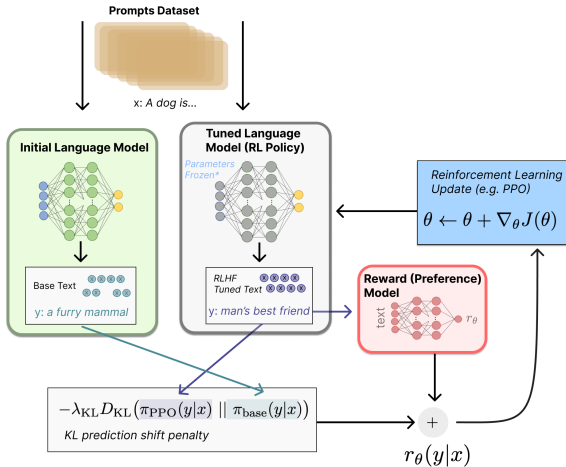 Prompts Dataset
x: A dog is...
Initial Language Model
Base Text
x x x x
x x x x
y: a furry mammal
Tuned Language
Model (RL Policy)
Parameters
Frozen*
RLHF
Tuned Text
x x x x
x x x x
y: man's best friend
Reinforcement Learning
Update (e.g. PPO)
θ ← θ + ∇θJ(θ)
Reward (Preference)
Model
text
rθ
−λKL DKL(πPPO(y|x) || πbase(y|x))
KL prediction shift penalty
+
rθ(y|x)